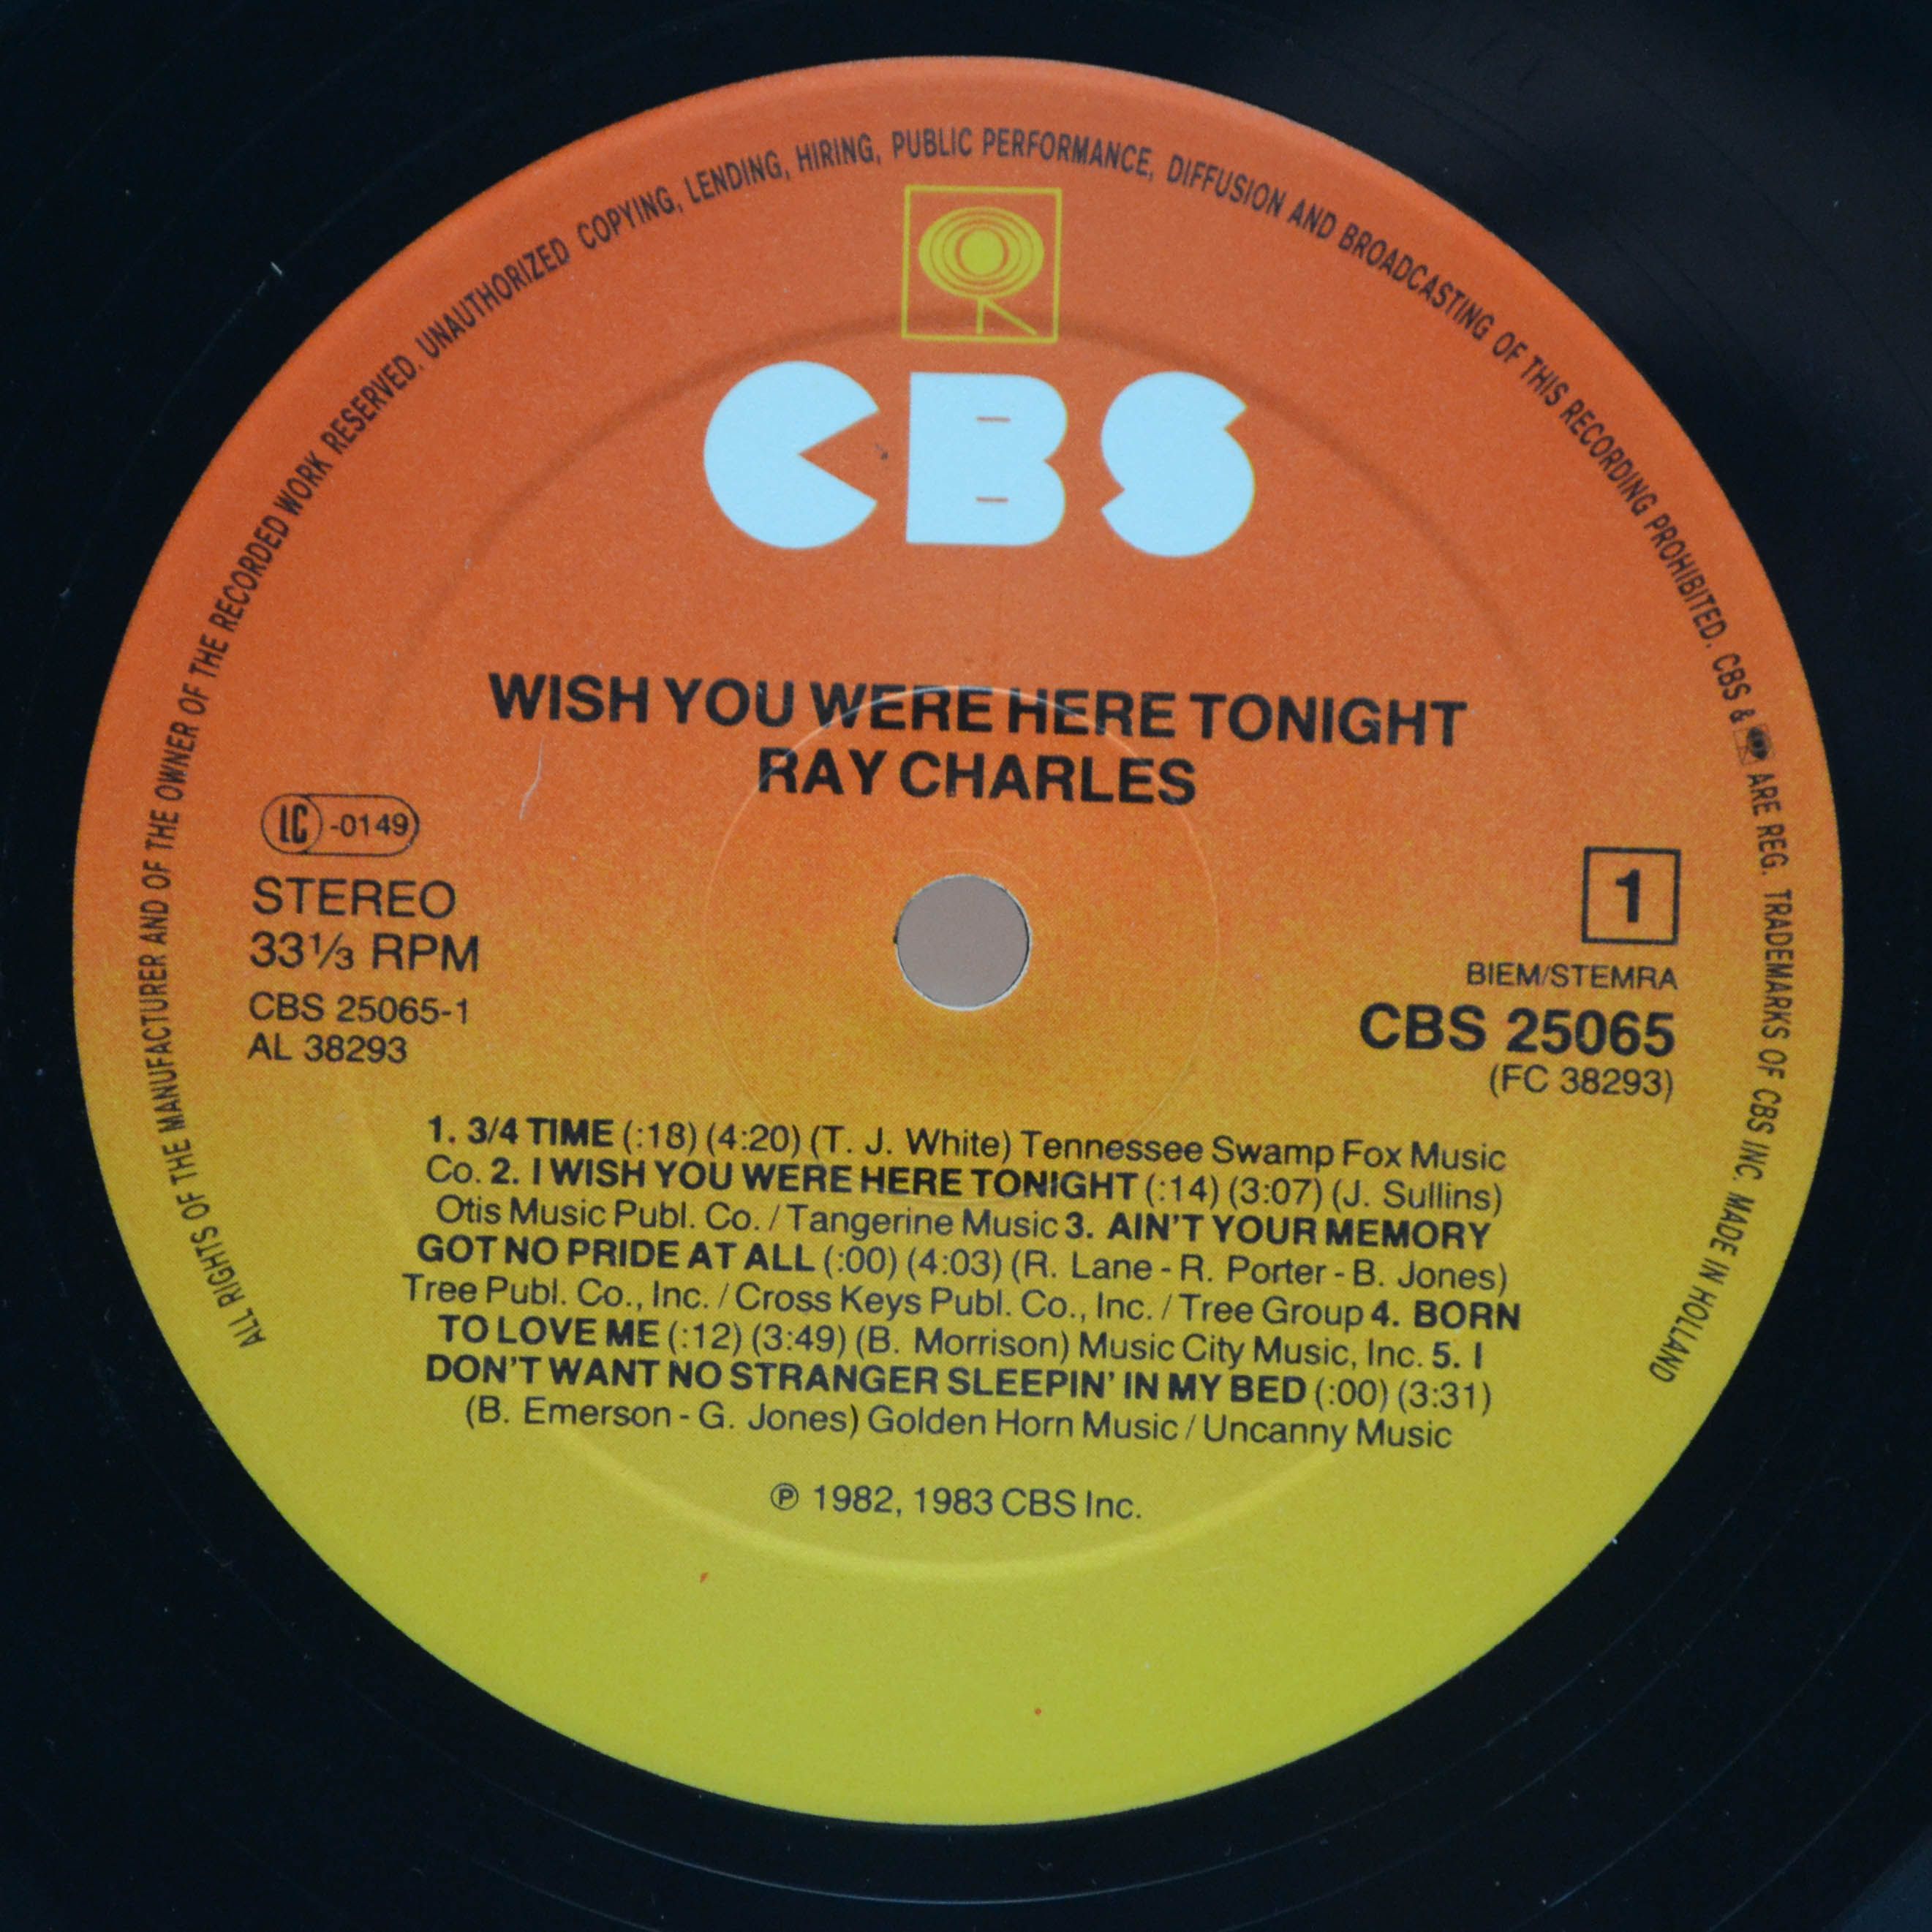 ALL RIGHTS OF THE MANUFACTURER AND OF THE OWNER OF THE RECORDED WORK RESERVED. UNAUTHORIZED COPYING, LENDING, HIRING, PUBLIC PERFORMANCE, DIFFUSION AND BROADCASTING OF THIS RECORDING PROHIBITED. CBS & ARE REG. TRADEMARKS OF CBS INC. MADE IN HOLLAND
CBS
WISH YOU WERE HERE TONIGHT
RAY CHARLES
LC -0149
STEREO
33⅓ RPM
CBS 25065-1
AL 38293
1
BIEM/STEMRA
CBS 25065
(FC 38293)
1. 3/4 TIME (:18) (4:20) (T. J. White) Tennessee Swamp Fox Music
Co. 2. I WISH YOU WERE HERE TONIGHT (:14) (3:07) (J. Sullins)
Otis Music Publ. Co. / Tangerine Music 3. AIN'T YOUR MEMORY
GOT NO PRIDE AT ALL (:00) (4:03) (R. Lane - R. Porter - B. Jones)
Tree Publ. Co., Inc. / Cross Keys Publ. Co., Inc. / Tree Group 4. BORN
TO LOVE ME (:12) (3:49) (B. Morrison) Music City Music, Inc. 5. I
DON'T WANT NO STRANGER SLEEPIN' IN MY BED (:00) (3:31)
(B. Emerson - G. Jones) Golden Horn Music / Uncanny Music
℗ 1982, 1983 CBS Inc.